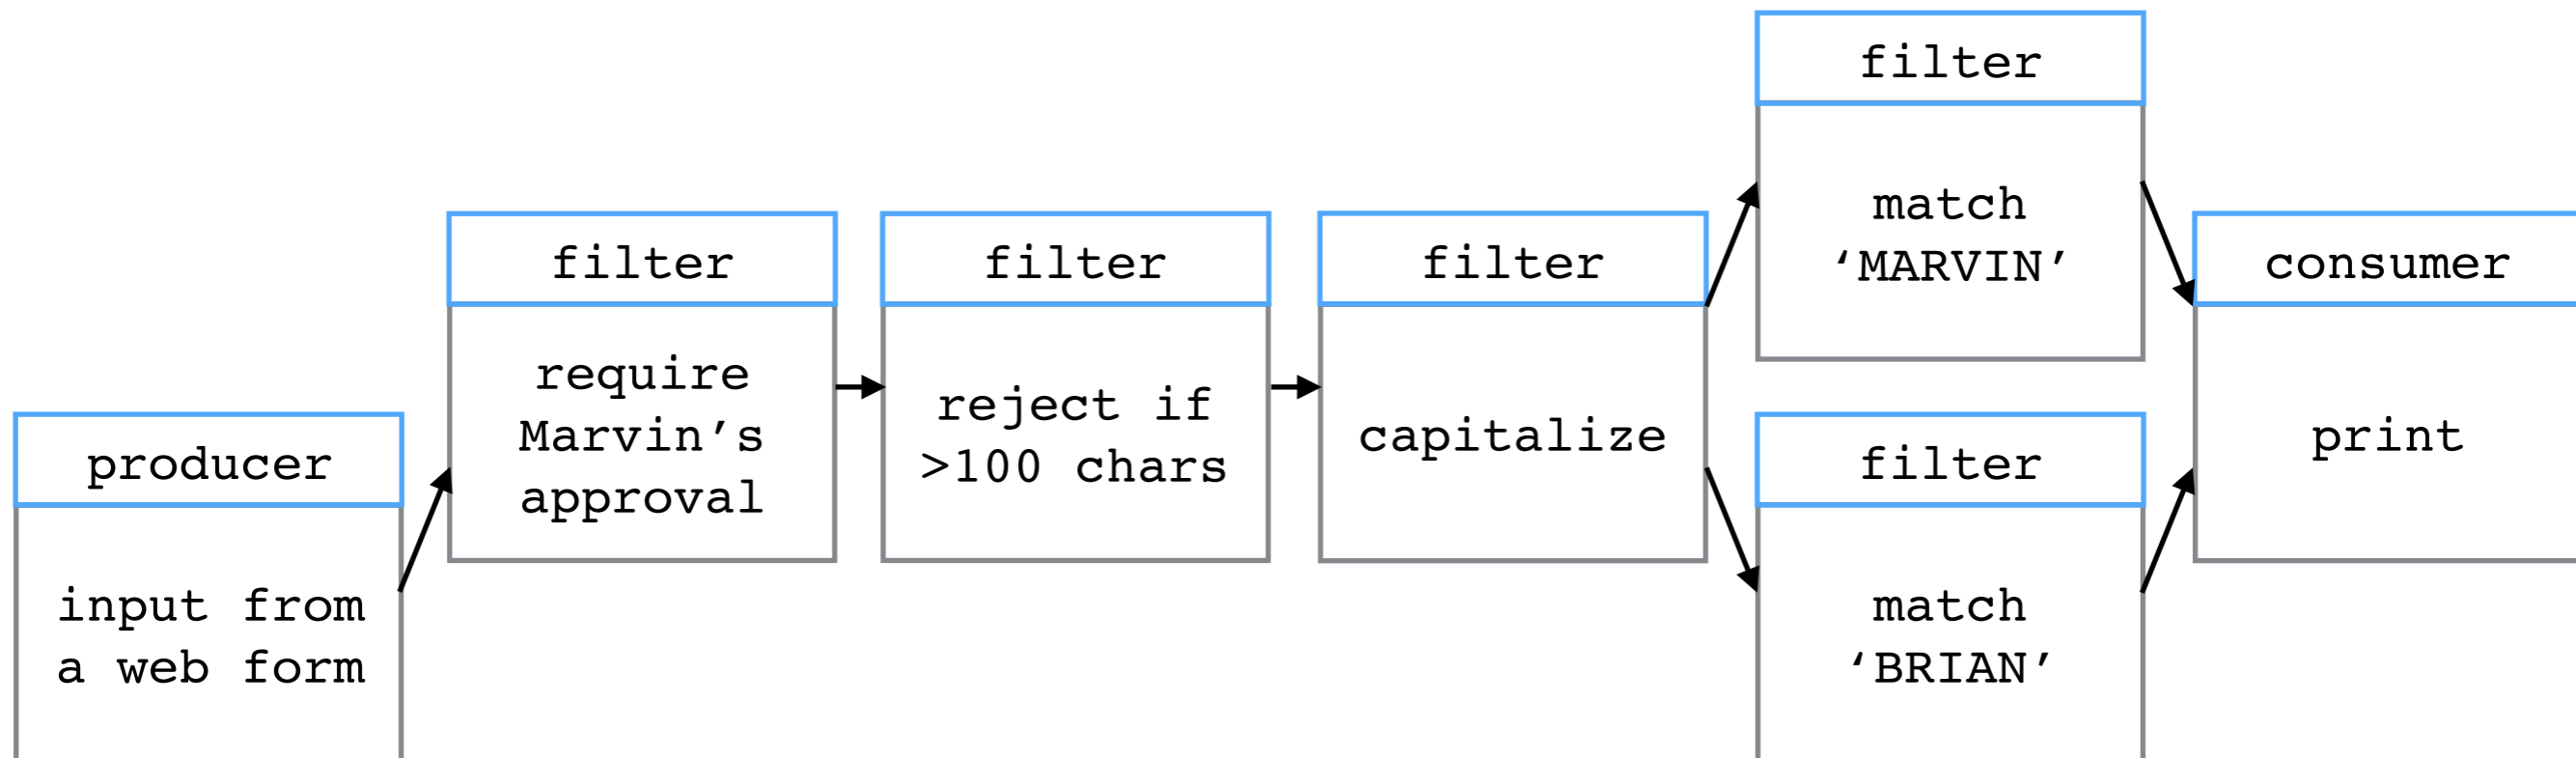 producer
input from
a web form
filter
require
Marvin’s
approval
filter
reject if
>100 chars
filter
capitalize
filter
match
‘MARVIN’
filter
match
‘BRIAN’
consumer
print